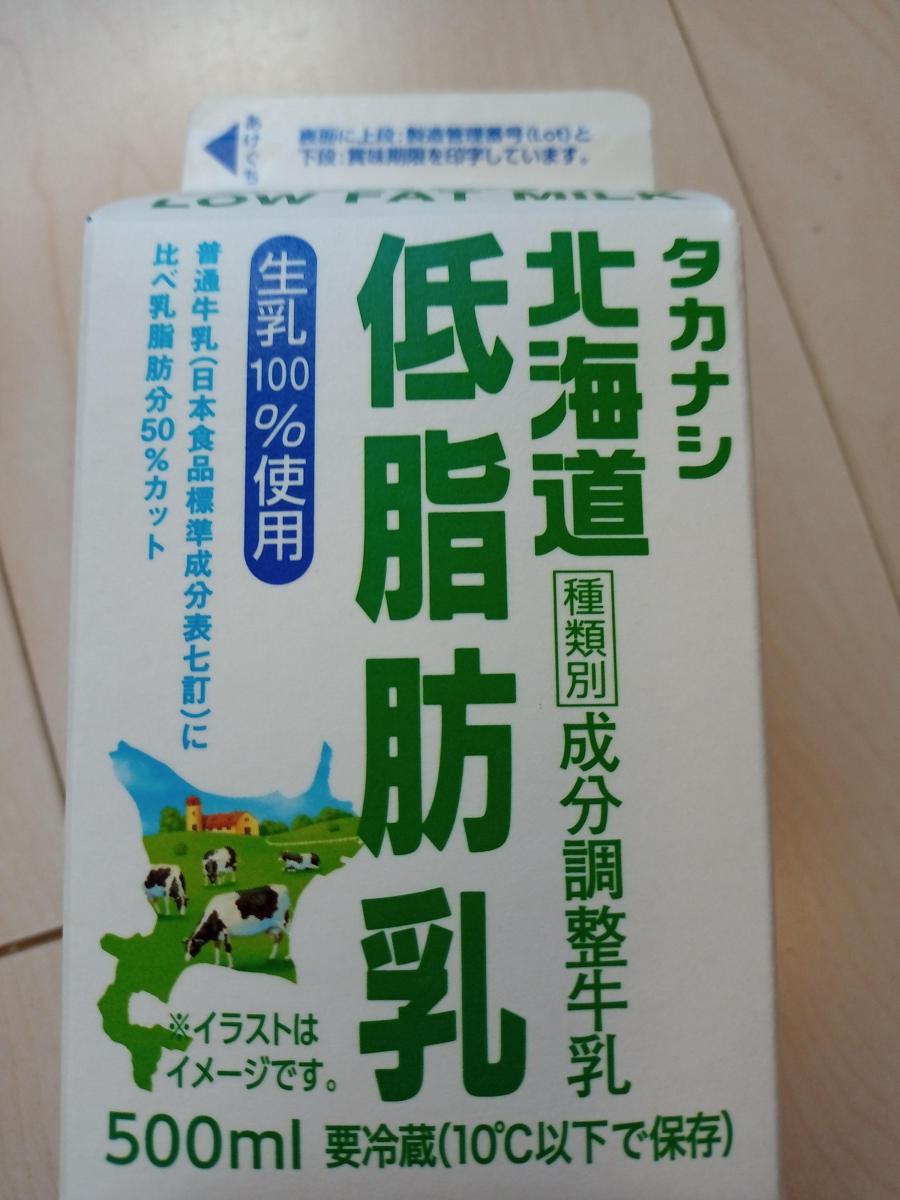 あけぐち
裏面に上段:製造管理番号(Lot)と
下段:賞味期限を印字しています。
LOW FAT MILK
タカナシ
北海道
種類別 成分調整牛乳
低脂肪乳
生乳100%使用
普通牛乳(日本食品標準成分表七訂)に
比べ乳脂肪分50%カット
※イラストは
イメージです。
500ml 要冷蔵(10℃以下で保存)